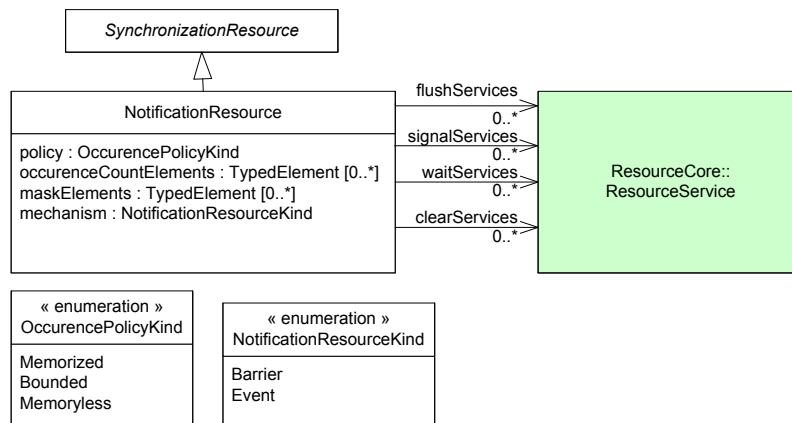 SynchronizationResource
NotificationResource
policy : OccurencePolicyKind
occurenceCountElements : TypedElement [0..*]
maskElements : TypedElement [0..*]
mechanism : NotificationResourceKind
flushServices
0..*
signalServices
0..*
waitServices
0..*
clearServices
0..*
ResourceCore::
ResourceService
« enumeration »
OccurencePolicyKind
Memorized
Bounded
Memoryless
« enumeration »
NotificationResourceKind
Barrier
Event